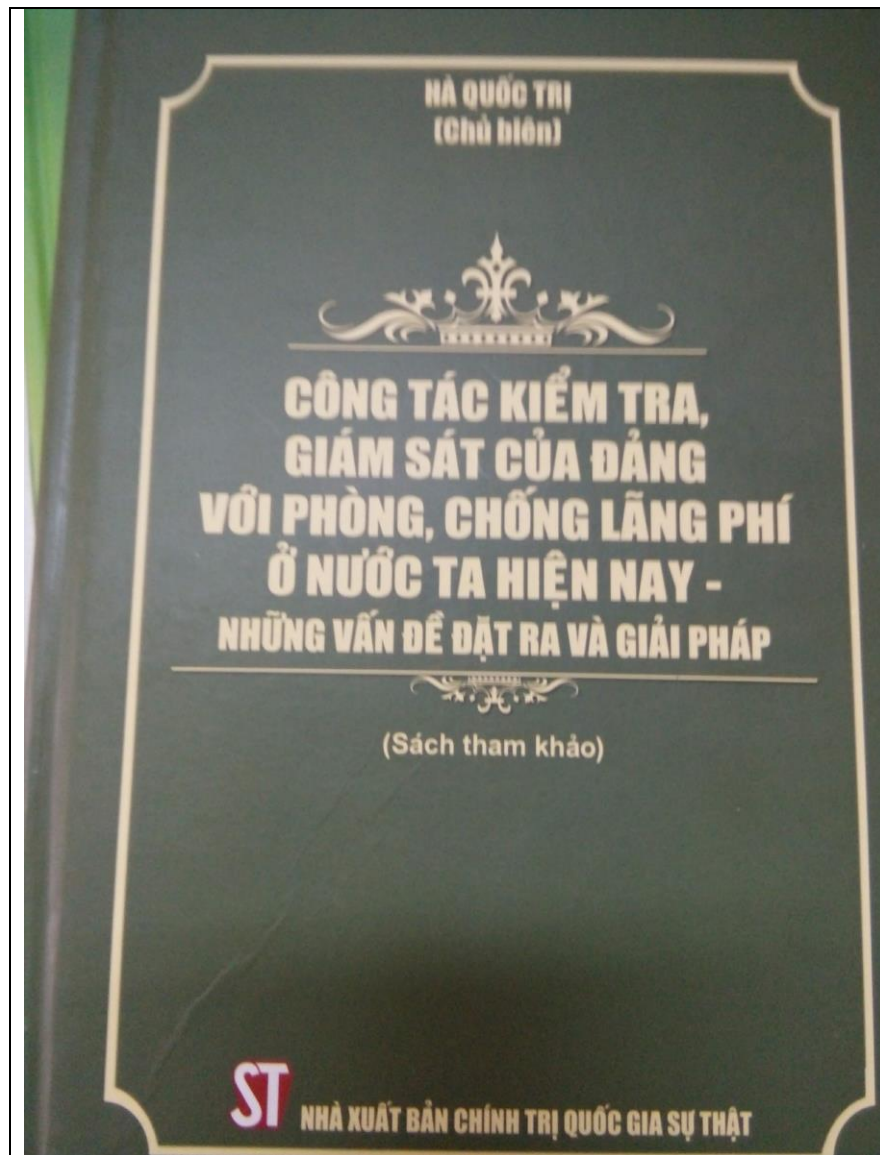 HÀ QUỐC TRỊ
(Chủ biên)
CÔNG TÁC KIỂM TRA,
GIÁM SÁT CỦA ĐẢNG
VỚI PHÒNG, CHỐNG LÃNG PHÍ
Ở NƯỚC TA HIỆN NAY -
NHỮNG VẤN ĐỀ ĐẶT RA VÀ GIẢI PHÁP
(Sách tham khảo)
ST NHÀ XUẤT BẢN CHÍNH TRỊ QUỐC GIA SỰ THẬT